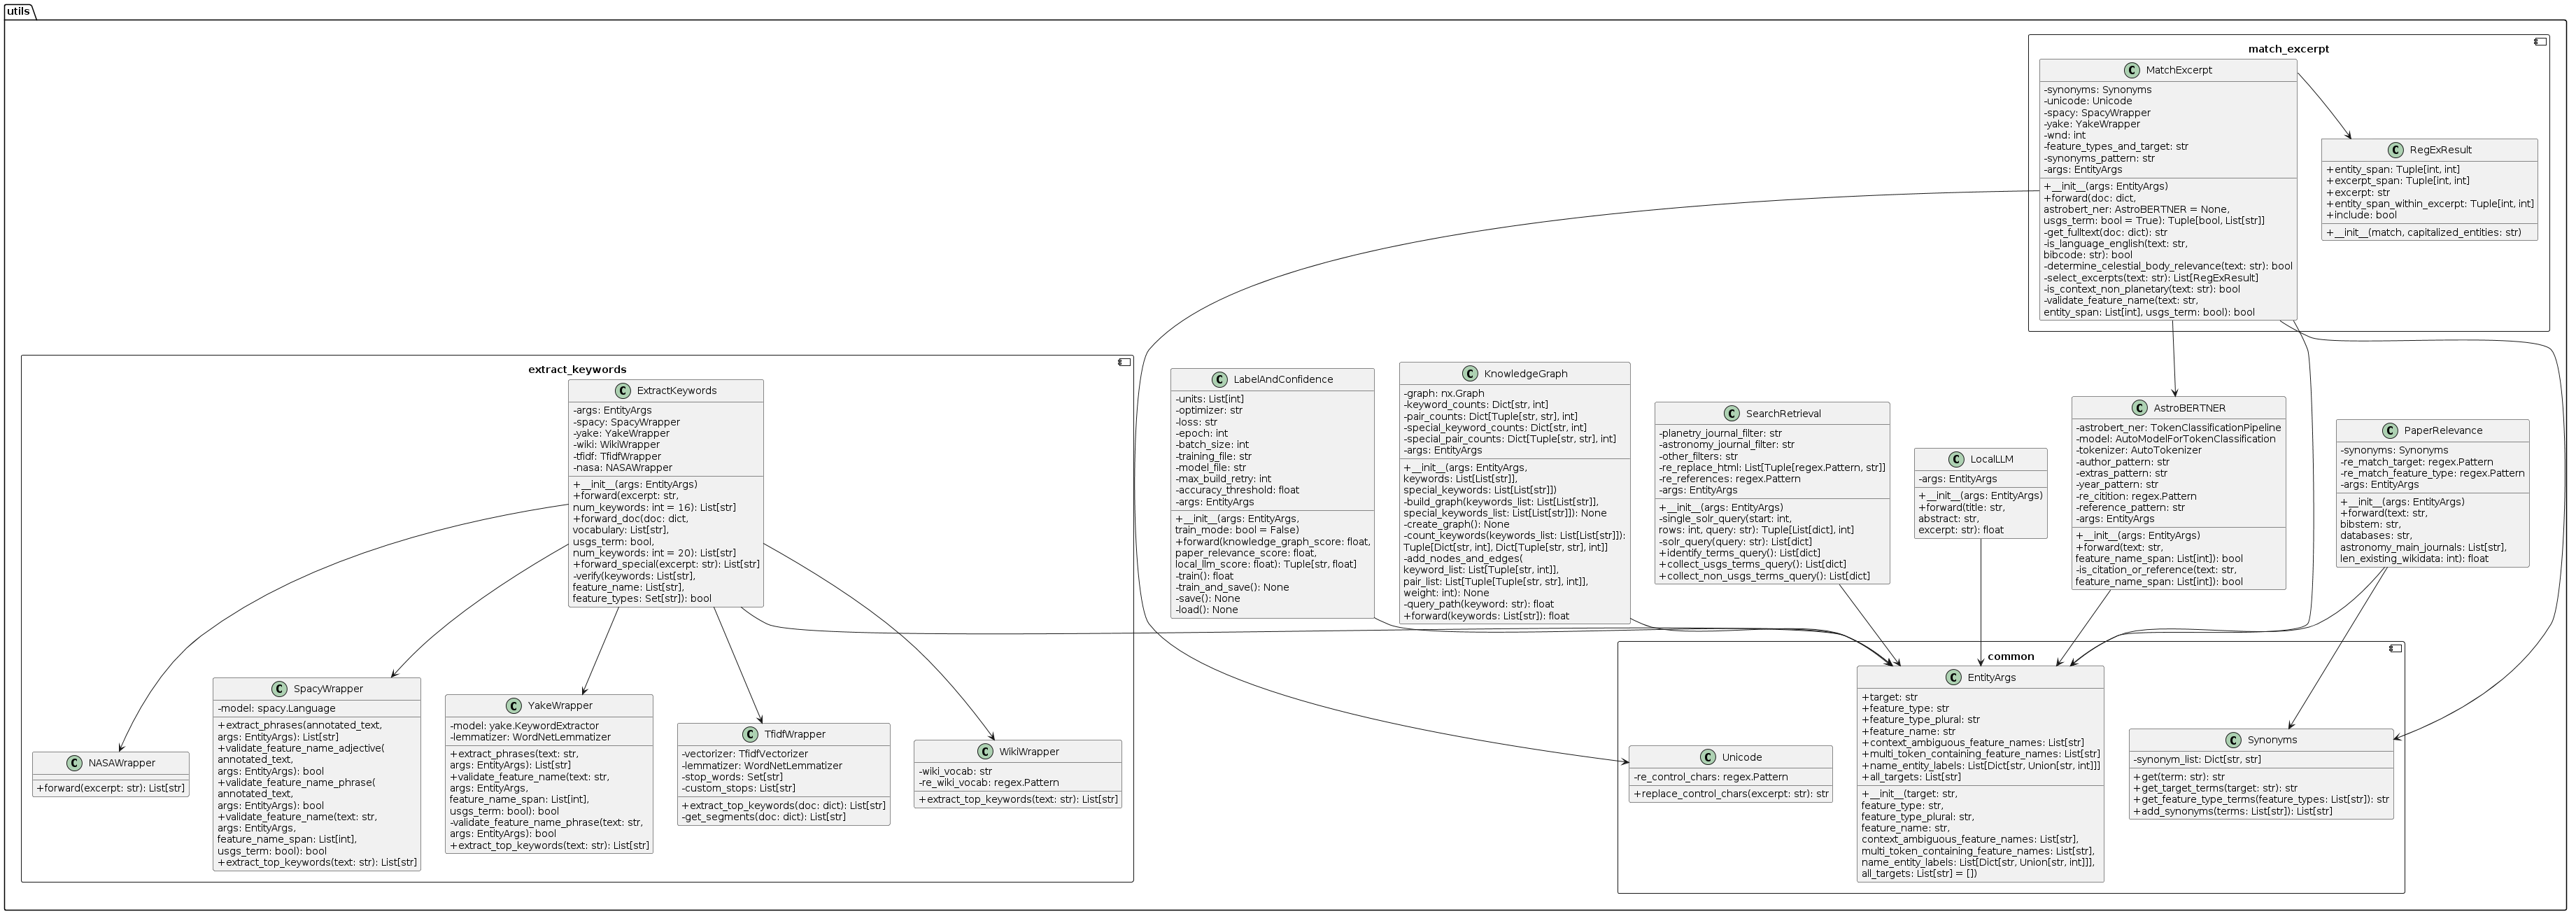 utils
match_excerpt
C MatchExcerpt
-synonyms: Synonyms
-unicode: Unicode
-spacy: SpacyWrapper
-yake: YakeWrapper
-wnd: int
-feature_types_and_target: str
-synonyms_pattern: str
-args: EntityArgs
+__init__(args: EntityArgs)
+forward(doc: dict,
astrobert_ner: AstroBERTNER = None,
usgs_term: bool = True): Tuple[bool, List[str]]
-get_fulltext(doc: dict): str
-is_language_english(text: str,
bibcode: str): bool
-determine_celestial_body_relevance(text: str): bool
-select_excerpts(text: str): List[RegExResult]
-is_context_non_planetary(text: str): bool
-validate_feature_name(text: str,
entity_span: List[int], usgs_term: bool): bool
C RegExResult
+entity_span: Tuple[int, int]
+excerpt_span: Tuple[int, int]
+excerpt: str
+entity_span_within_excerpt: Tuple[int, int]
+include: bool
+__init__(match, capitalized_entities: str)
extract_keywords
C ExtractKeywords
-args: EntityArgs
-spacy: SpacyWrapper
-yake: YakeWrapper
-wiki: WikiWrapper
-tfidf: TfidfWrapper
-nasa: NASAWrapper
+__init__(args: EntityArgs)
+forward(excerpt: str,
num_keywords: int = 16): List[str]
+forward_doc(doc: dict,
vocabulary: List[str],
usgs_term: bool,
num_keywords: int = 20): List[str]
+forward_special(excerpt: str): List[str]
-verify(keywords: List[str],
feature_name: List[str],
feature_types: Set[str]): bool
C LabelAndConfidence
-units: List[int]
-optimizer: str
-loss: str
-epoch: int
-batch_size: int
-training_file: str
-model_file: str
-max_build_retry: int
-accuracy_threshold: float
-args: EntityArgs
+__init__(args: EntityArgs,
train_mode: bool = False)
+forward(knowledge_graph_score: float,
paper_relevance_score: float,
local_llm_score: float): Tuple[str, float]
-train(): float
-train_and_save(): None
-save(): None
-load(): None
C KnowledgeGraph
-graph: nx.Graph
-keyword_counts: Dict[str, int]
-pair_counts: Dict[Tuple[str, str], int]
-special_keyword_counts: Dict[str, int]
-special_pair_counts: Dict[Tuple[str, str], int]
-args: EntityArgs
+__init__(args: EntityArgs,
keywords: List[List[str]],
special_keywords: List[List[str]])
-build_graph(keywords_list: List[List[str]],
special_keywords_list: List[List[str]]): None
-create_graph(): None
-count_keywords(keywords_list: List[List[str]]):
Tuple[Dict[str, int], Dict[Tuple[str, str], int]]
-add_nodes_and_edges(
keyword_list: List[Tuple[str, int]],
pair_list: List[Tuple[Tuple[str, str], int]],
weight: int): None
-query_path(keyword: str): float
+forward(keywords: List[str]): float
C SearchRetrieval
-planetry_journal_filter: str
-astronomy_journal_filter: str
-other_filters: str
-re_replace_html: List[Tuple[regex.Pattern, str]]
-re_references: regex.Pattern
-args: EntityArgs
+__init__(args: EntityArgs)
-single_solr_query(start: int,
rows: int, query: str): Tuple[List[dict], int]
-solr_query(query: str): List[dict]
+identify_terms_query(): List[dict]
+collect_usgs_terms_query(): List[dict]
+collect_non_usgs_terms_query(): List[dict]
C LocalLLM
-args: EntityArgs
+__init__(args: EntityArgs)
+forward(title: str,
abstract: str,
excerpt: str): float
C AstroBERTNER
-astrobert_ner: TokenClassificationPipeline
-model: AutoModelForTokenClassification
-tokenizer: AutoTokenizer
-author_pattern: str
-extras_pattern: str
-year_pattern: str
-re_citition: regex.Pattern
-reference_pattern: str
-args: EntityArgs
+__init__(args: EntityArgs)
+forward(text: str,
feature_name_span: List[int]): bool
-is_citation_or_reference(text: str,
feature_name_span: List[int]): bool
C PaperRelevance
-synonyms: Synonyms
-re_match_target: regex.Pattern
-re_match_feature_type: regex.Pattern
-args: EntityArgs
+__init__(args: EntityArgs)
+forward(text: str,
bibstem: str,
databases: str,
astronomy_main_journals: List[str],
len_existing_wikidata: int): float
C NASAWrapper
+forward(excerpt: str): List[str]
C SpacyWrapper
-model: spacy.Language
+extract_phrases(annotated_text,
args: EntityArgs): List[str]
+validate_feature_name_adjective(
annotated_text,
args: EntityArgs): bool
+validate_feature_name_phrase(
annotated_text,
args: EntityArgs): bool
+validate_feature_name(text: str,
args: EntityArgs,
feature_name_span: List[int],
usgs_term: bool): bool
+extract_top_keywords(text: str): List[str]
C YakeWrapper
-model: yake.KeywordExtractor
-lemmatizer: WordNetLemmatizer
+extract_phrases(text: str,
args: EntityArgs): List[str]
+validate_feature_name(text: str,
args: EntityArgs,
feature_name_span: List[int],
usgs_term: bool): bool
-validate_feature_name_phrase(text: str,
args: EntityArgs): bool
+extract_top_keywords(text: str): List[str]
C TfidfWrapper
-vectorizer: TfidfVectorizer
-lemmatizer: WordNetLemmatizer
-stop_words: Set[str]
-custom_stops: List[str]
+extract_top_keywords(doc: dict): List[str]
-get_segments(doc: dict): List[str]
C WikiWrapper
-wiki_vocab: str
-re_wiki_vocab: regex.Pattern
+extract_top_keywords(text: str): List[str]
common
C Unicode
-re_control_chars: regex.Pattern
+replace_control_chars(excerpt: str): str
C EntityArgs
+target: str
+feature_type: str
+feature_type_plural: str
+feature_name: str
+context_ambiguous_feature_names: List[str]
+multi_token_containing_feature_names: List[str]
+name_entity_labels: List[Dict[str, Union[str, int]]]
+all_targets: List[str]
+__init__(target: str,
feature_type: str,
feature_type_plural: str,
feature_name: str,
context_ambiguous_feature_names: List[str],
multi_token_containing_feature_names: List[str],
name_entity_labels: List[Dict[str, Union[str, int]]],
all_targets: List[str] = [])
C Synonyms
-synonym_list: Dict[str, str]
+get(term: str): str
+get_target_terms(target: str): str
+get_feature_type_terms(feature_types: List[str]): str
+add_synonyms(terms: List[str]): List[str]